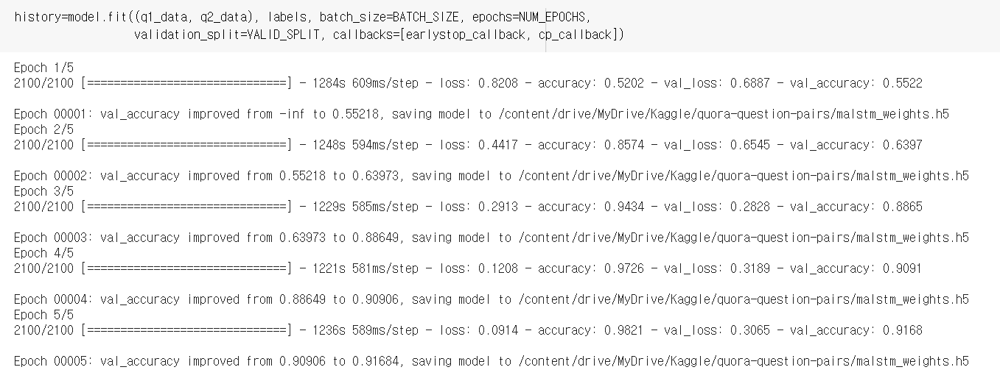 history=model.fit((q1_data, q2_data), labels, batch_size=BATCH_SIZE, epochs=NUM_EPOCHS,
validation_split=VALID_SPLIT, callbacks=[earlystop_callback, cp_callback])
Epoch 1/5
2100/2100 [==============================] - 1284s 609ms/step - loss: 0.8208 - accuracy: 0.5202 - val_loss: 0.6887 - val_accuracy: 0.5522
Epoch 00001: val_accuracy improved from -inf to 0.55218, saving model to /content/drive/MyDrive/Kaggle/quora-question-pairs/malstm_weights.h5
Epoch 2/5
2100/2100 [==============================] - 1248s 594ms/step - loss: 0.4417 - accuracy: 0.8574 - val_loss: 0.6545 - val_accuracy: 0.6397
Epoch 00002: val_accuracy improved from 0.55218 to 0.63973, saving model to /content/drive/MyDrive/Kaggle/quora-question-pairs/malstm_weights.h5
Epoch 3/5
2100/2100 [==============================] - 1229s 585ms/step - loss: 0.2913 - accuracy: 0.9434 - val_loss: 0.2828 - val_accuracy: 0.8865
Epoch 00003: val_accuracy improved from 0.63973 to 0.88649, saving model to /content/drive/MyDrive/Kaggle/quora-question-pairs/malstm_weights.h5
Epoch 4/5
2100/2100 [==============================] - 1221s 581ms/step - loss: 0.1208 - accuracy: 0.9726 - val_loss: 0.3189 - val_accuracy: 0.9091
Epoch 00004: val_accuracy improved from 0.88649 to 0.90906, saving model to /content/drive/MyDrive/Kaggle/quora-question-pairs/malstm_weights.h5
Epoch 5/5
2100/2100 [==============================] - 1236s 589ms/step - loss: 0.0914 - accuracy: 0.9821 - val_loss: 0.3065 - val_accuracy: 0.9168
Epoch 00005: val_accuracy improved from 0.90906 to 0.91684, saving model to /content/drive/MyDrive/Kaggle/quora-question-pairs/malstm_weights.h5